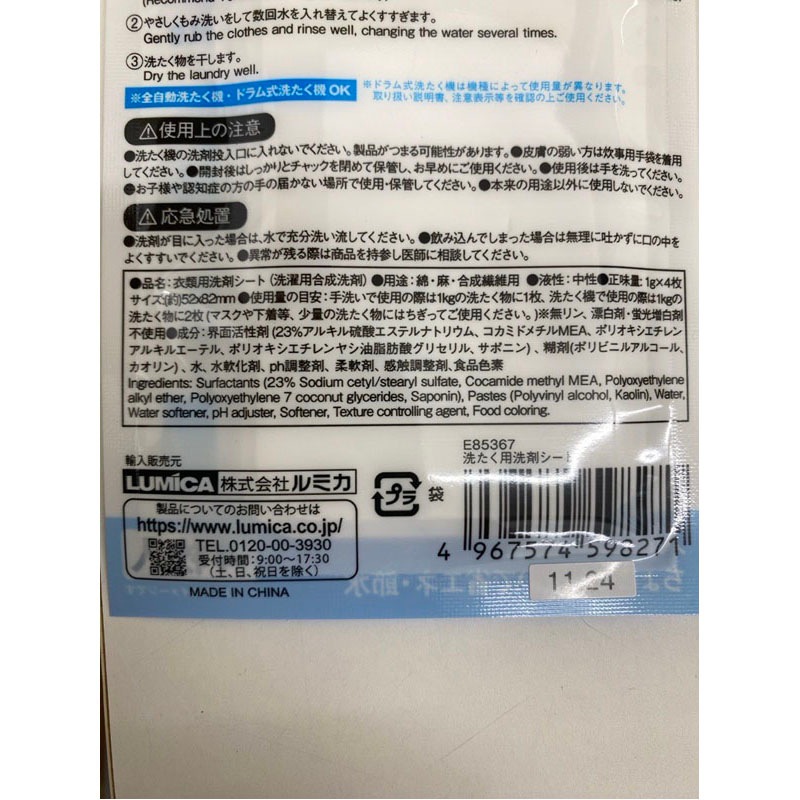 ②やさしくもみ洗いをして数回水を入れ替えてよくすすぎます。
Gently rub the clothes and rinse well, changing the water several times.
③洗たく物を干します。
Dry the laundry well.
※全自動洗たく機・ドラム式洗たく機OK
※ドラム式洗たく機は機種によって使用量が異なります。
取り扱い説明書、注意表示等を確認の上ご使用ください。
⚠使用上の注意
●洗たく機の洗剤投入口に入れないでください。製品がつまる可能性があります。●皮膚の弱い方は炊事用手袋を着用
してください。●開封後はしっかりとチャックを閉めて保管し、お早めにご使用ください。●使用後は手を洗ってください。
●お子様や認知症の方の手の届かない場所で使用・保管してください。●本来の用途以外に使用しないでください。
⚠応急処置
●洗剤が目に入った場合は、水で充分洗い流してください。●飲み込んでしまった場合は無理に吐かずに口の中を
よくすすいでください。●異常が残る際は商品を持参し医師に相談してください。
●品名：衣類用洗剤シート（洗濯用合成洗剤）●用途：綿・麻・合成繊維用 ●液性：中性●正味量：1g×4枚
サイズ:(約)52x82mm●使用量の目安：手洗いで使用の際は1kgの洗たく物に1枚、洗たく機で使用の際は1kgの
洗たく物に2枚(マスクや下着等、少量の洗たく物にはちぎってご使用ください。)※無リン、漂白剤・蛍光増白剤
不使用●成分：界面活性剤（23%アルキル硫酸エステルナトリウム、コカミドメチルMEA、ポリオキシエチレン
アルキルエーテル、ポリオキシエチレンヤシ油脂肪酸グリセリル、サポニン）、糊剤(ポリビニルアルコール、
カオリン)、水、水軟化剤、ph調整剤、柔軟剤、感触調整剤、食品色素
Ingredients: Surfactants (23% Sodium cetyl/stearyl sulfate, Cocamide methyl MEA, Polyoxyethylene
alkyl ether, Polyoxyethylene 7 coconut glycerides, Saponin), Pastes (Polyvinyl alcohol, Kaolin), Water,
Water softener, pH adjuster, Softener, Texture controlling agent, Food coloring.
E85367
洗たく用洗剤シート
輸入販売元
LUMICA 株式会社ルミカ
プラ 袋
製品についてのお問い合わせは
https://www.lumica.co.jp/
TEL.0120-00-3930
受付時間：9:00〜17:30
（土、日、祝日を除く）
MADE IN CHINA
4 967574 598271
11.24